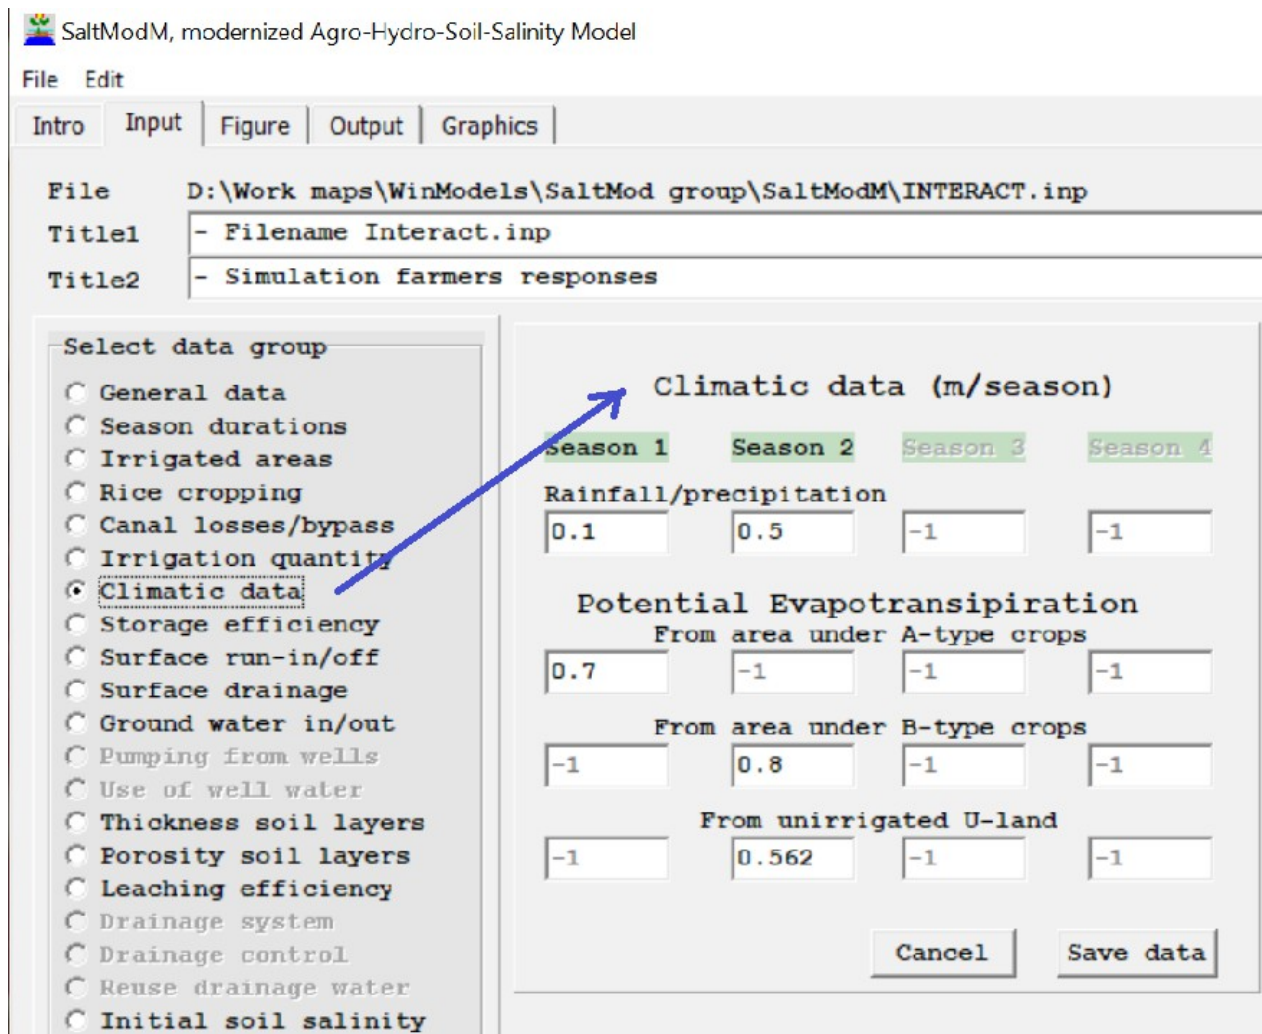 SaltModM, modernized Agro-Hydro-Soil-Salinity Model
File Edit
Intro Input Figure Output Graphics
File D:\Work maps\WinModels\SaltMod group\SaltModM\INTERACT.inp
Title1 - Filename Interact.inp
Title2 - Simulation farmers responses
Select data group
General data
Season durations
Irrigated areas
Rice cropping
Canal losses/bypass
Irrigation quantity
Climatic data
Storage efficiency
Surface run-in/off
Surface drainage
Ground water in/out
Pumping from wells
Use of well water
Thickness soil layers
Porosity soil layers
Leaching efficiency
Drainage system
Drainage control
Reuse drainage water
Initial soil salinity
Climatic data (m/season)
Season 1 Season 2 Season 3 Season 4
Rainfall/precipitation
0.1 0.5 -1 -1
Potential Evapotransipiration
From area under A-type crops
0.7 -1 -1 -1
From area under B-type crops
-1 0.8 -1 -1
From unirrigated U-land
-1 0.562 -1 -1
Cancel Save data